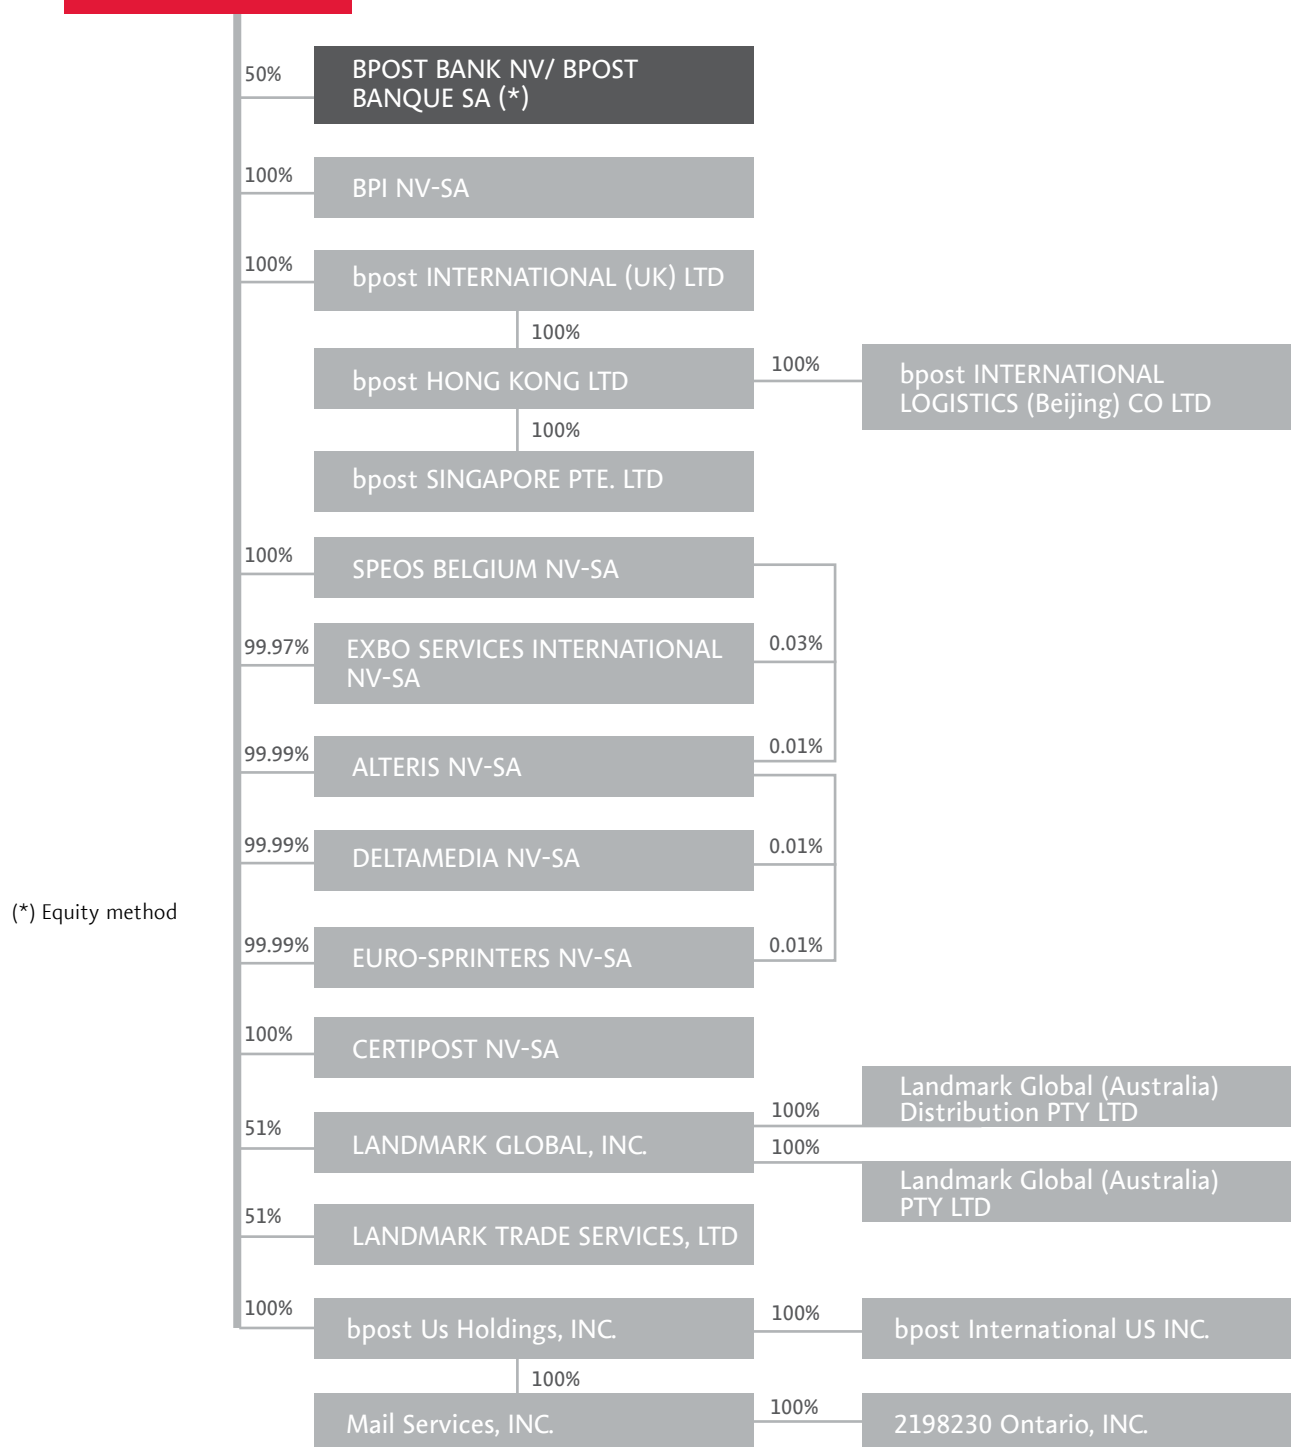 50%
BPOST BANK NV/ BPOST
BANQUE SA (*)
100%
BPI NV-SA
100%
bpost INTERNATIONAL (UK) LTD
100%
bpost HONG KONG LTD
100%
bpost INTERNATIONAL
LOGISTICS (Beijing) CO LTD
100%
bpost SINGAPORE PTE. LTD
100%
SPEOS BELGIUM NV-SA
99.97%
EXBO SERVICES INTERNATIONAL
NV-SA
0.03%
99.99%
ALTERIS NV-SA
0.01%
99.99%
DELTAMEDIA NV-SA
0.01%
(*) Equity method
99.99%
EURO-SPRINTERS NV-SA
0.01%
100%
CERTIPOST NV-SA
51%
LANDMARK GLOBAL, INC.
100%
Landmark Global (Australia)
Distribution PTY LTD
100%
Landmark Global (Australia)
PTY LTD
51%
LANDMARK TRADE SERVICES, LTD
100%
bpost Us Holdings, INC.
100%
bpost International US INC.
100%
Mail Services, INC.
100%
2198230 Ontario, INC.